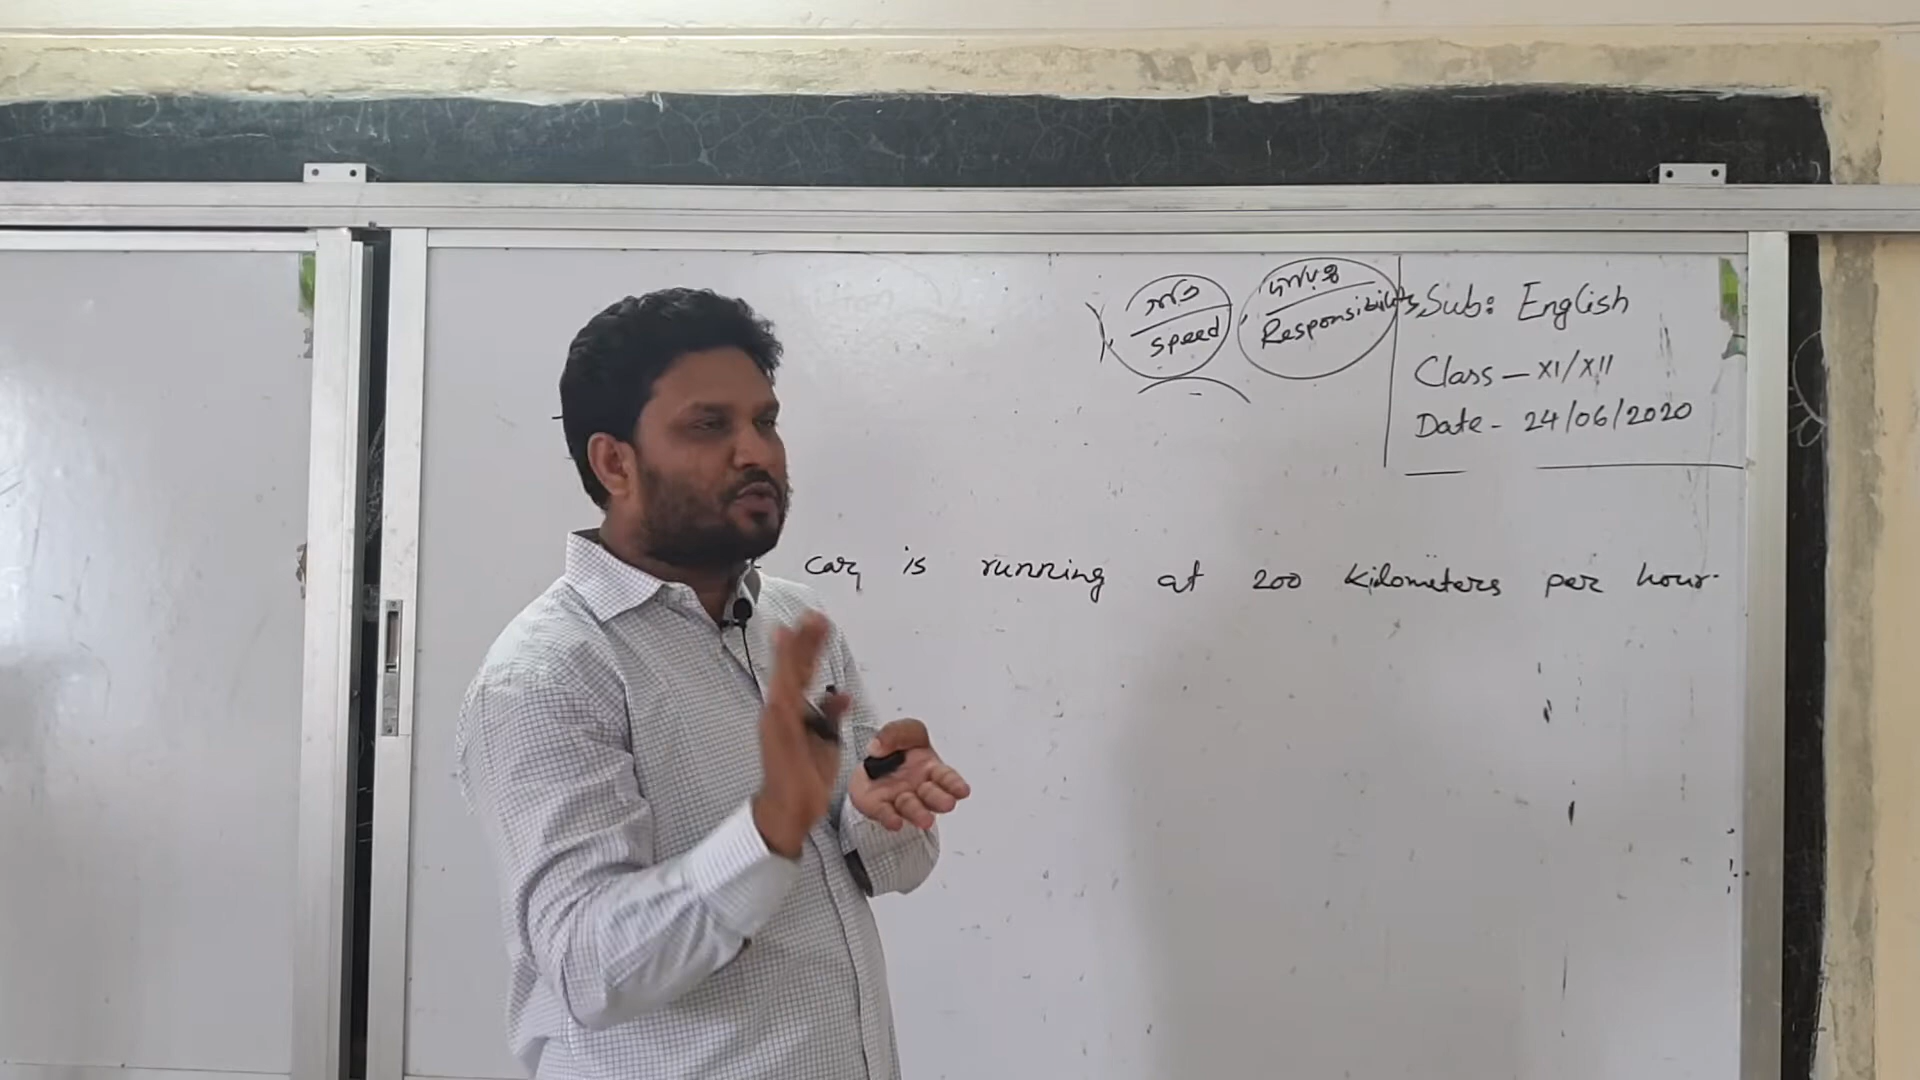 গতি
speed
দায়িত্ব
Responsibility
Sub: English
Class – XI/XII
Date - 24/06/2020
car is running at 200 kilometers per hour.